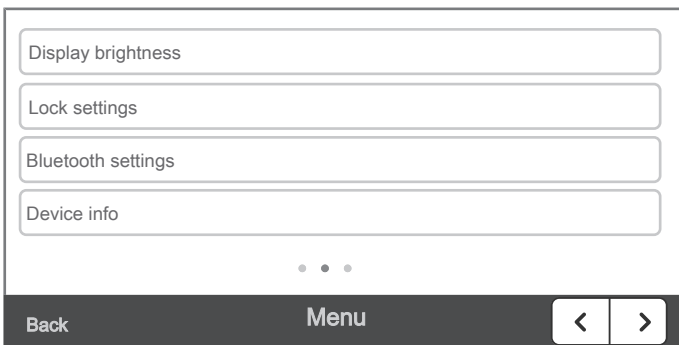 Display brightness
Lock settings
Bluetooth settings
Device info
Back Menu